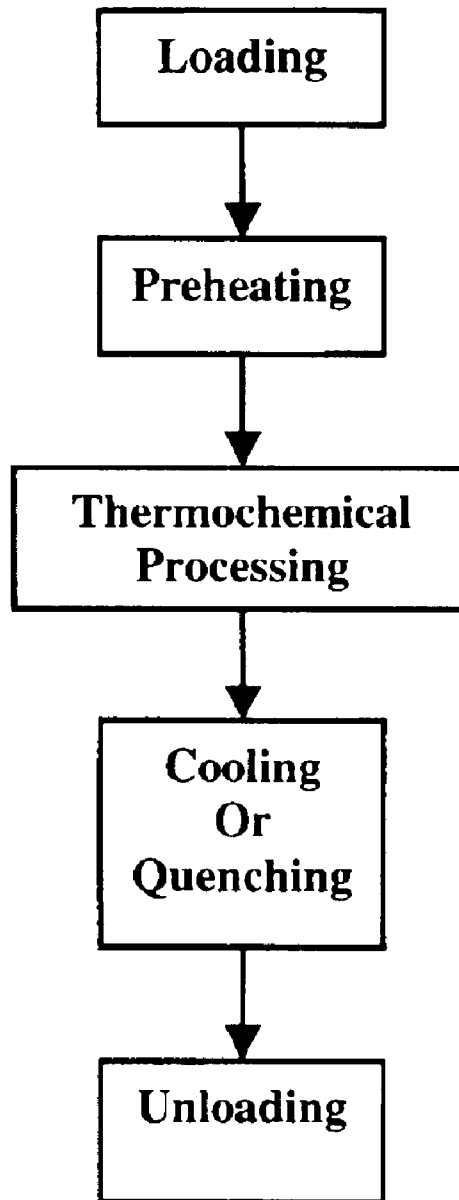 Loading
Preheating
Thermochemical
Processing
Cooling
Or
Quenching
Unloading